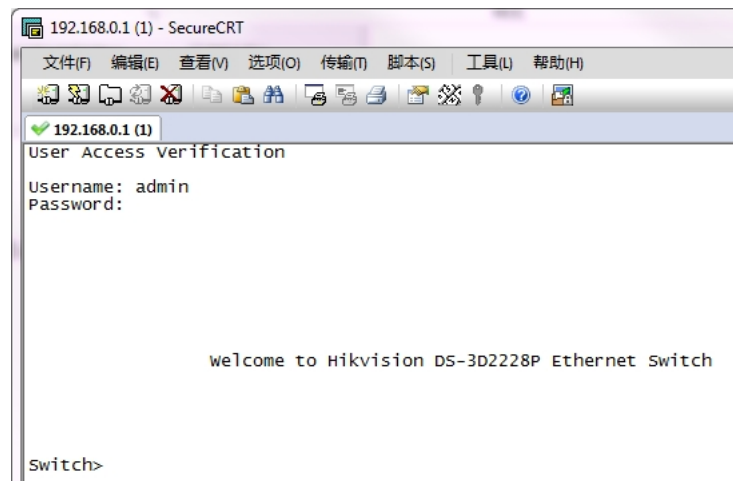 192.168.0.1 (1) - SecureCRT
文件(F) 编辑(E) 查看(V) 选项(O) 传输(T) 脚本(S) 工具(L) 帮助(H)
192.168.0.1 (1)
User Access Verification
Username: admin
Password:
Welcome to Hikvision DS-3D2228P Ethernet Switch
Switch>